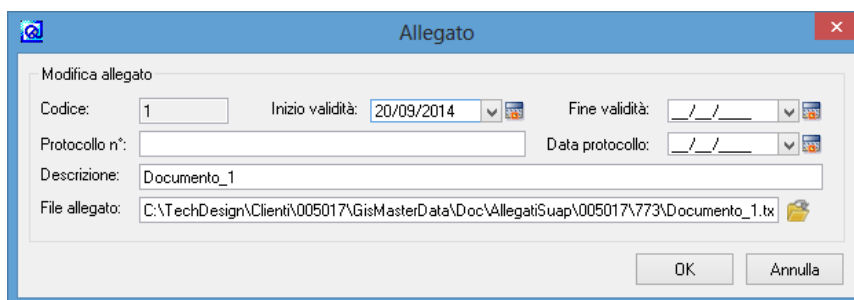 Allegato
Modifica allegato
Codice: 1 Inizio validità: 20/09/2014 Fine validità: __/__/____
Protocollo n°: Data protocollo: __/__/____
Descrizione: Documento_1
File allegato: C:\TechDesign\Clienti\005017\GisMasterData\Doc\AllegatiSuap\005017\773\Documento_1.tx
OK Annulla